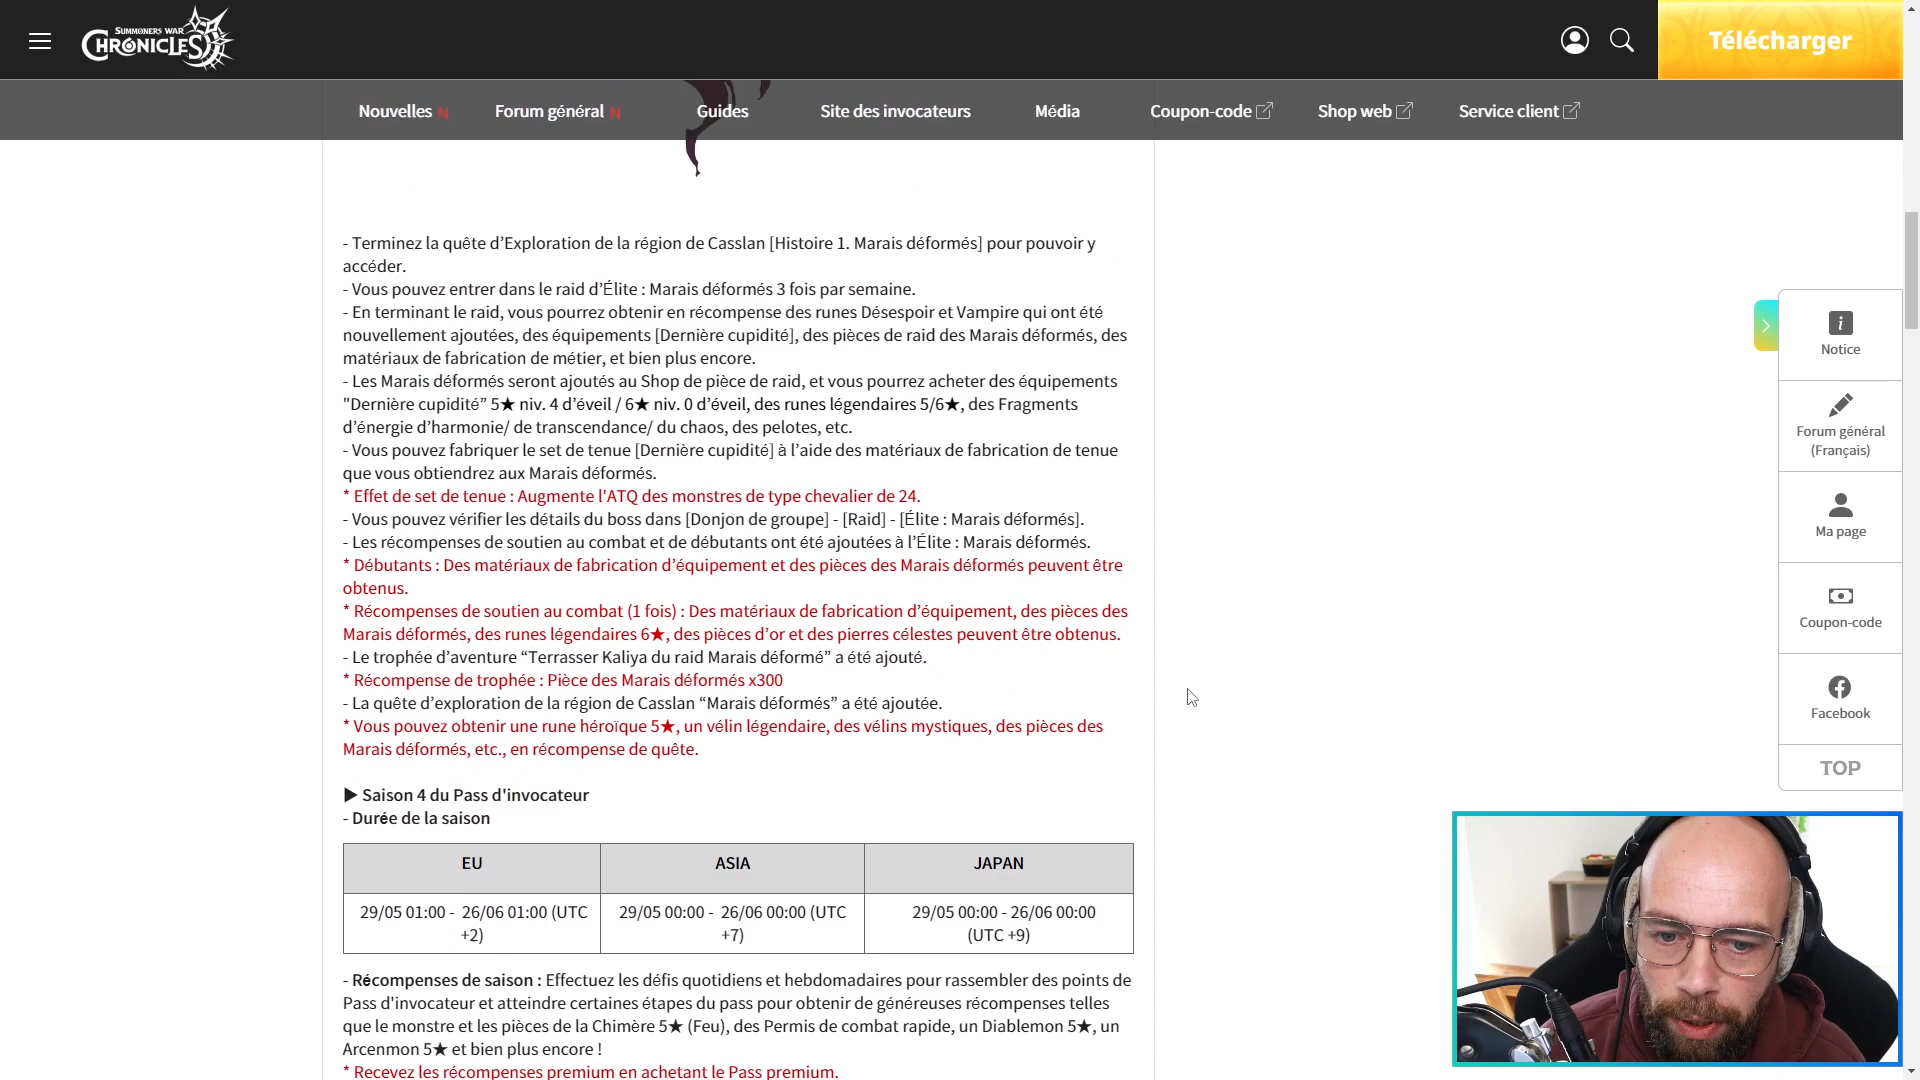 SUMMONERS WAR
CHRONICLES
Télécharger
Nouvelles N
Forum général N
Guides
Site des invocateurs
Média
Coupon-code
Shop web
Service client
- Terminez la quête d’Exploration de la région de Casslan [Histoire 1. Marais déformés] pour pouvoir y
accéder.
- Vous pouvez entrer dans le raid d’Élite : Marais déformés 3 fois par semaine.
- En terminant le raid, vous pourrez obtenir en récompense des runes Désespoir et Vampire qui ont été
nouvellement ajoutées, des équipements [Dernière cupidité], des pièces de raid des Marais déformés, des
matériaux de fabrication de métier, et bien plus encore.
- Les Marais déformés seront ajoutés au Shop de pièce de raid, et vous pourrez acheter des équipements
"Dernière cupidité” 5★ niv. 4 d’éveil / 6★ niv. 0 d’éveil, des runes légendaires 5/6★, des Fragments
d’énergie d’harmonie/ de transcendance/ du chaos, des pelotes, etc.
- Vous pouvez fabriquer le set de tenue [Dernière cupidité] à l’aide des matériaux de fabrication de tenue
que vous obtiendrez aux Marais déformés.
* Effet de set de tenue : Augmente l'ATQ des monstres de type chevalier de 24.
- Vous pouvez vérifier les détails du boss dans [Donjon de groupe] - [Raid] - [Élite : Marais déformés].
- Les récompenses de soutien au combat et de débutants ont été ajoutées à l’Élite : Marais déformés.
* Débutants : Des matériaux de fabrication d’équipement et des pièces des Marais déformés peuvent être
obtenus.
* Récompenses de soutien au combat (1 fois) : Des matériaux de fabrication d’équipement, des pièces des
Marais déformés, des runes légendaires 6★, des pièces d’or et des pierres célestes peuvent être obtenus.
- Le trophée d’aventure “Terrasser Kaliya du raid Marais déformé” a été ajouté.
* Récompense de trophée : Pièce des Marais déformés x300
- La quête d’exploration de la région de Casslan “Marais déformés” a été ajoutée.
* Vous pouvez obtenir une rune héroïque 5★, un vélin légendaire, des vélins mystiques, des pièces des
Marais déformés, etc., en récompense de quête.
▶ Saison 4 du Pass d'invocateur
- Durée de la saison
EU
ASIA
JAPAN
29/05 01:00 - 26/06 01:00 (UTC
+2)
29/05 00:00 - 26/06 00:00 (UTC
+7)
29/05 00:00 - 26/06 00:00
(UTC +9)
- Récompenses de saison : Effectuez les défis quotidiens et hebdomadaires pour rassembler des points de
Pass d'invocateur et atteindre certaines étapes du pass pour obtenir de généreuses récompenses telles
que le monstre et les pièces de la Chimère 5★ (Feu), des Permis de combat rapide, un Diablemon 5★, un
Arcenmon 5★ et bien plus encore !
* Recevez les récompenses premium en achetant le Pass premium.
Notice
Forum général
(Français)
Ma page
Coupon-code
Facebook
TOP